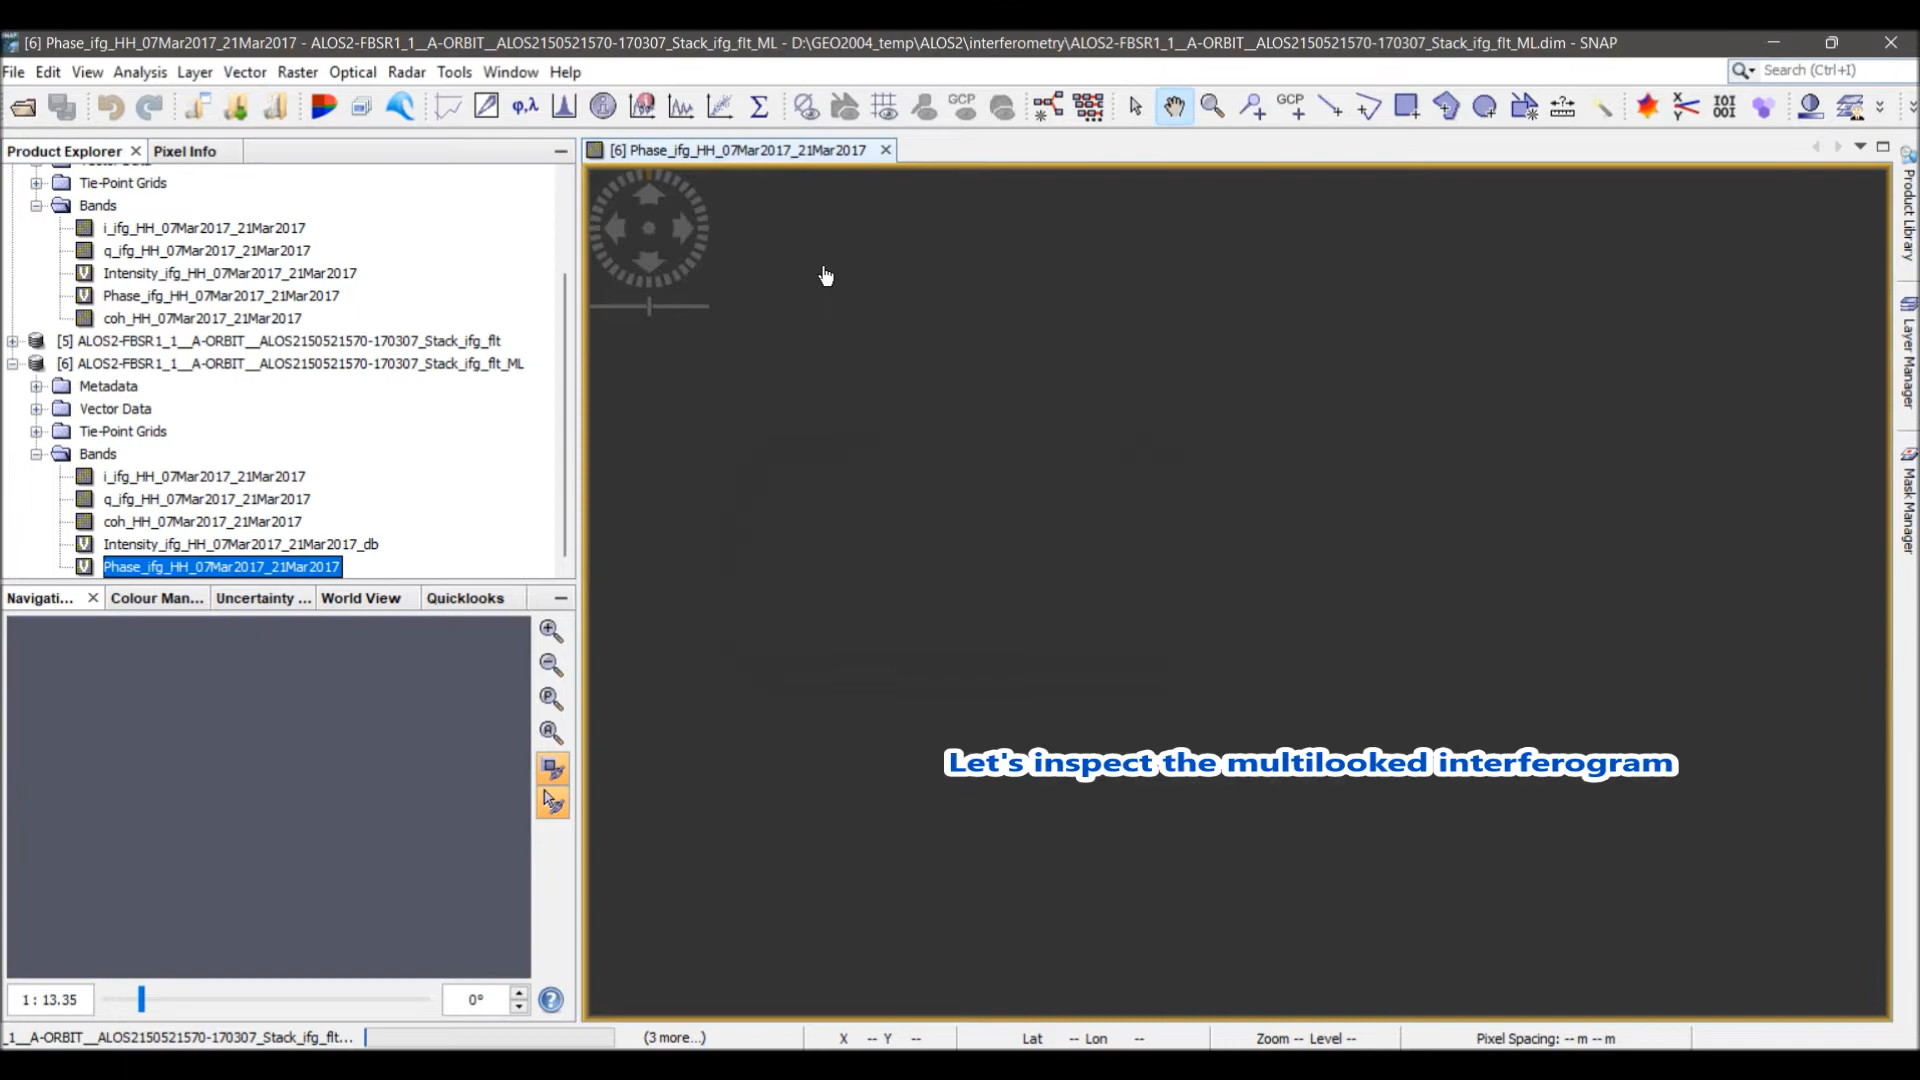 [6] Phase_ifg_HH_07Mar2017_21Mar2017 - ALOS2-FBSR1_1__A-ORBIT__ALOS2150521570-170307_Stack_ifg_flt_ML - D:\GEO2004_temp\ALOS2\interferometry\ALOS2-FBSR1_1__A-ORBIT__ALOS2150521570-170307_Stack_ifg_flt_ML.dim - SNAP
File Edit View Analysis Layer Vector Raster Optical Radar Tools Window Help
Search (Ctrl+I)
Product Explorer
Pixel Info
[6] Phase_ifg_HH_07Mar2017_21Mar2017
Tie-Point Grids
Bands
i_ifg_HH_07Mar2017_21Mar2017
q_ifg_HH_07Mar2017_21Mar2017
Intensity_ifg_HH_07Mar2017_21Mar2017
Phase_ifg_HH_07Mar2017_21Mar2017
coh_HH_07Mar2017_21Mar2017
[5] ALOS2-FBSR1_1__A-ORBIT__ALOS2150521570-170307_Stack_ifg_flt
[6] ALOS2-FBSR1_1__A-ORBIT__ALOS2150521570-170307_Stack_ifg_flt_ML
Metadata
Vector Data
Tie-Point Grids
Bands
i_ifg_HH_07Mar2017_21Mar2017
q_ifg_HH_07Mar2017_21Mar2017
coh_HH_07Mar2017_21Mar2017
Intensity_ifg_HH_07Mar2017_21Mar2017_db
Phase_ifg_HH_07Mar2017_21Mar2017
Product Library
Layer Manager
Mask Manager
Navigati... Colour Man... Uncertainty ... World View Quicklooks
Let's inspect the multilooked interferogram
1 : 13.35
0°
_1__A-ORBIT__ALOS2150521570-170307_Stack_ifg_flt...
(3 more...)
X -- Y --
Lat -- Lon --
Zoom -- Level --
Pixel Spacing: -- m -- m